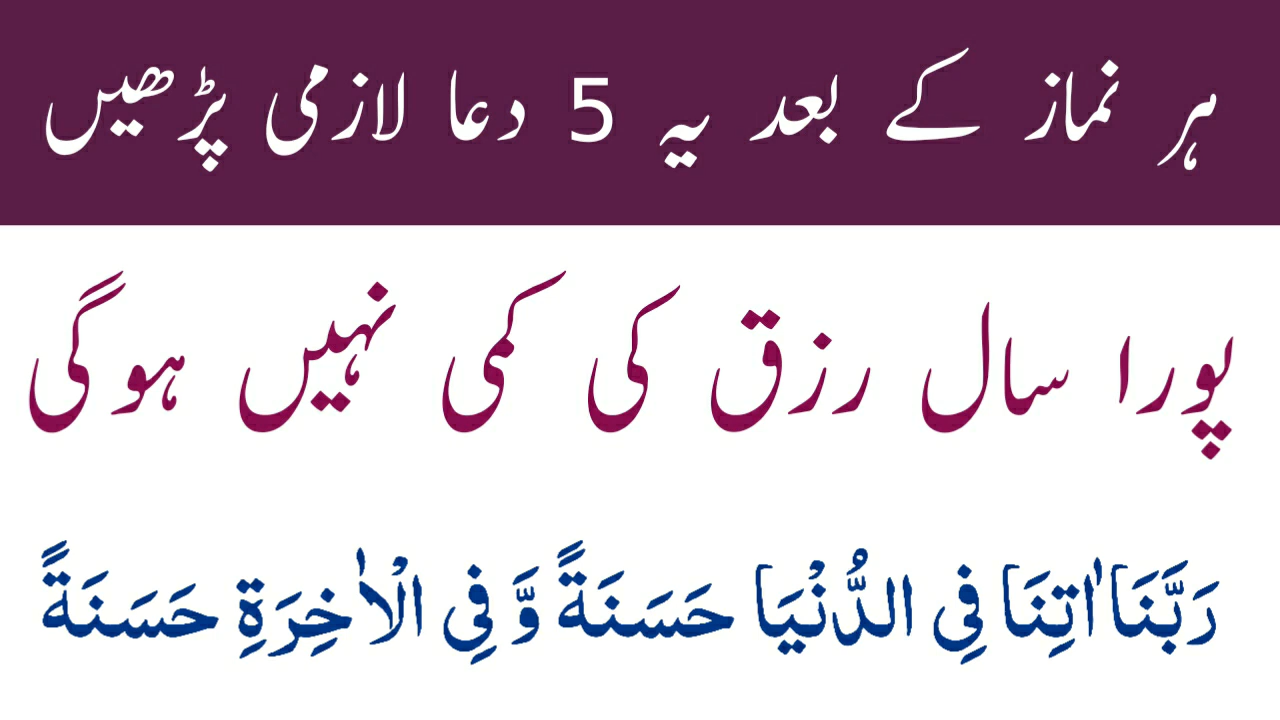 ہر نماز کے بعد یہ 5 دعا لازمی پڑھیں
پورا سال رزق کی کمی نہیں ہوگی
رَبَّنَا اٰتِنَا فِی الدُّنْیَا حَسَنَةً وَّ فِی الْاٰخِرَةِ حَسَنَةً